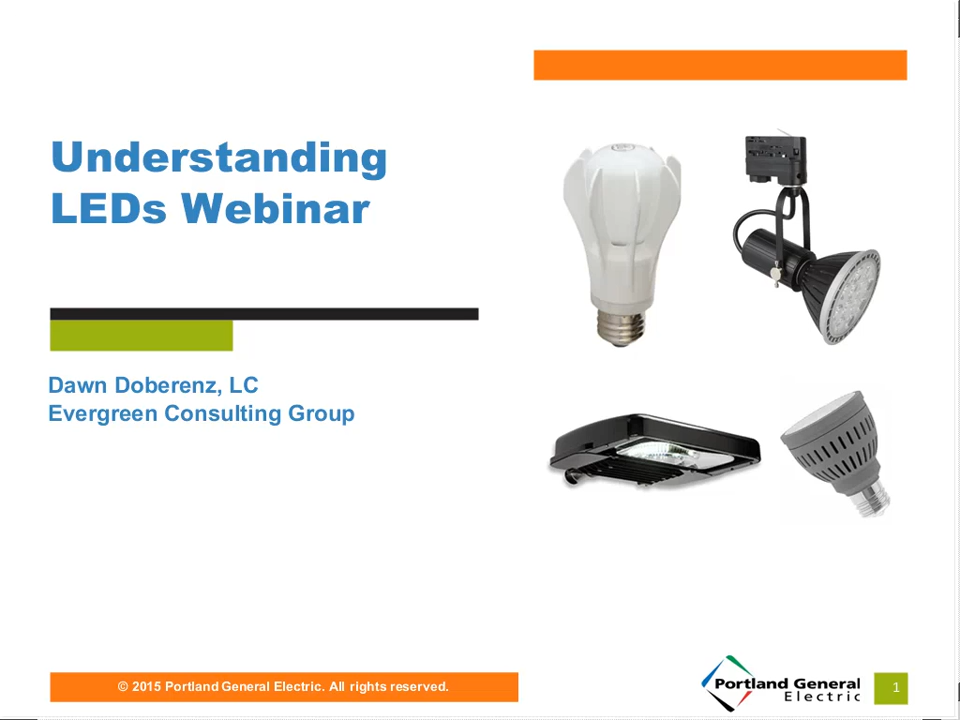 Understanding
LEDs Webinar
Dawn Doberenz, LC
Evergreen Consulting Group
© 2015 Portland General Electric. All rights reserved.
Portland General
Electric
1